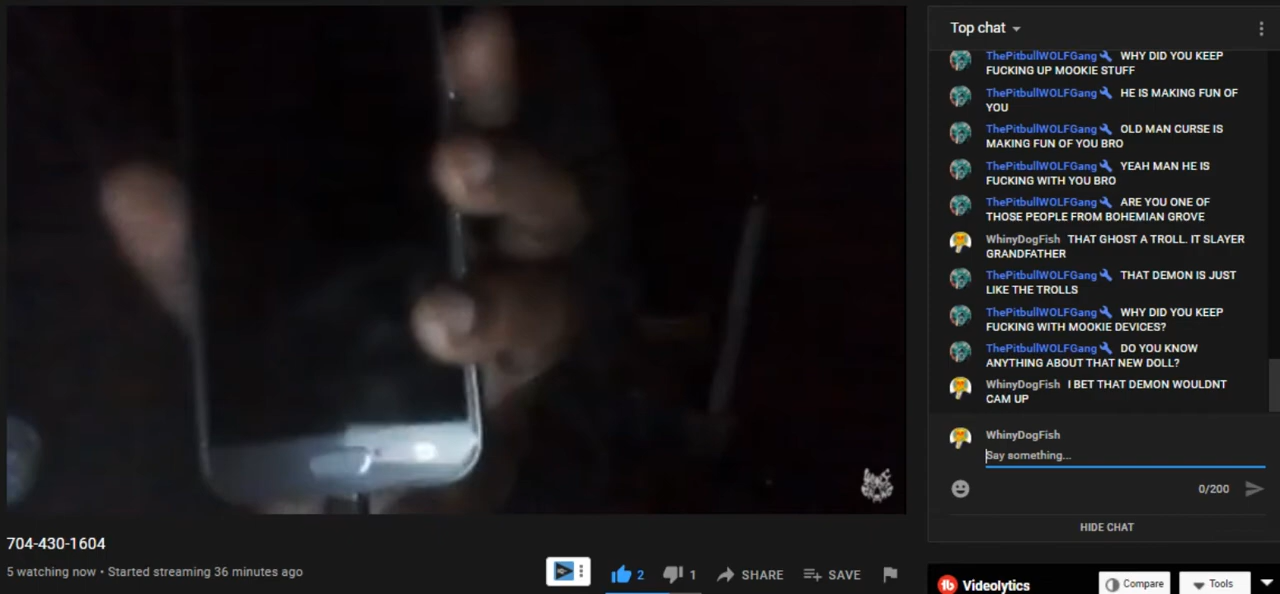 Top chat
ThePitbullWOLFGang WHY DID YOU KEEP
FUCKING UP MOOKIE STUFF
ThePitbullWOLFGang HE IS MAKING FUN OF
YOU
ThePitbullWOLFGang OLD MAN CURSE IS
MAKING FUN OF YOU BRO
ThePitbullWOLFGang YEAH MAN HE IS
FUCKING WITH YOU BRO
ThePitbullWOLFGang ARE YOU ONE OF
THOSE PEOPLE FROM BOHEMIAN GROVE
WhinyDogFish THAT GHOST A TROLL. IT SLAYER
GRANDFATHER
ThePitbullWOLFGang THAT DEMON IS JUST
LIKE THE TROLLS
ThePitbullWOLFGang WHY DID YOU KEEP
FUCKING WITH MOOKIE DEVICES?
ThePitbullWOLFGang DO YOU KNOW
ANYTHING ABOUT THAT NEW DOLL?
WhinyDogFish I BET THAT DEMON WOULDNT
CAM UP
WhinyDogFish
Say something...
0/200
HIDE CHAT
704-430-1604
5 watching now • Started streaming 36 minutes ago
2
1
SHARE
SAVE
Videolytics
Compare
Tools